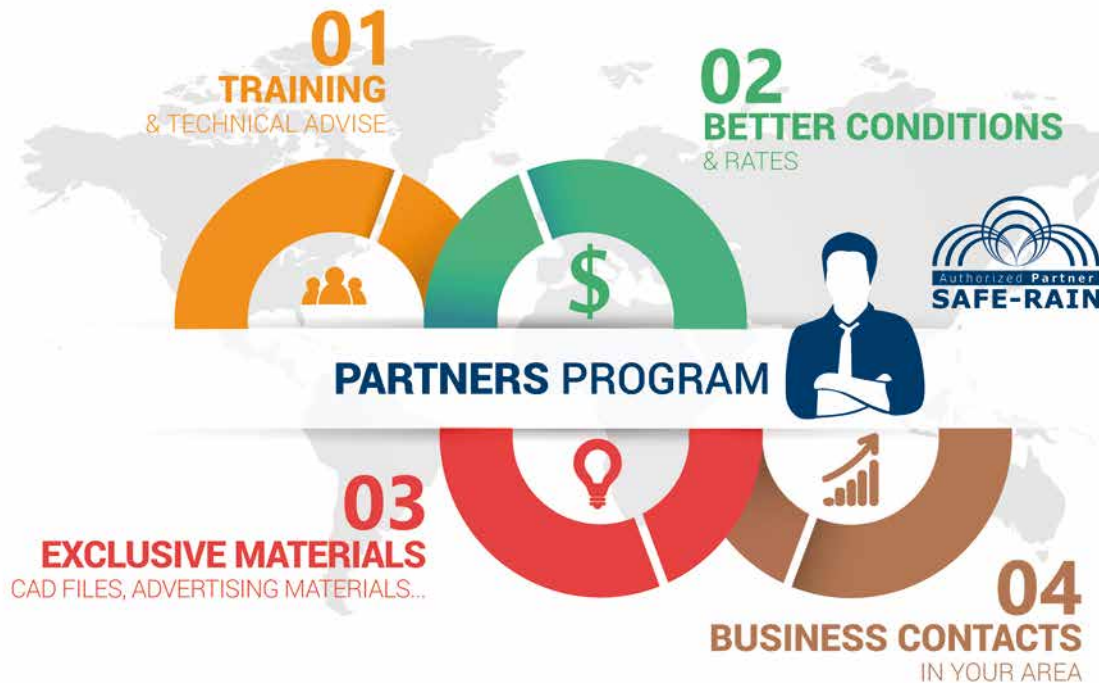 01
TRAINING
& TECHNICAL ADVISE
02
BETTER CONDITIONS
& RATES
$
Authorized Partner
SAFE-RAIN
PARTNERS PROGRAM
03
EXCLUSIVE MATERIALS
CAD FILES, ADVERTISING MATERIALS...
04
BUSINESS CONTACTS
IN YOUR AREA